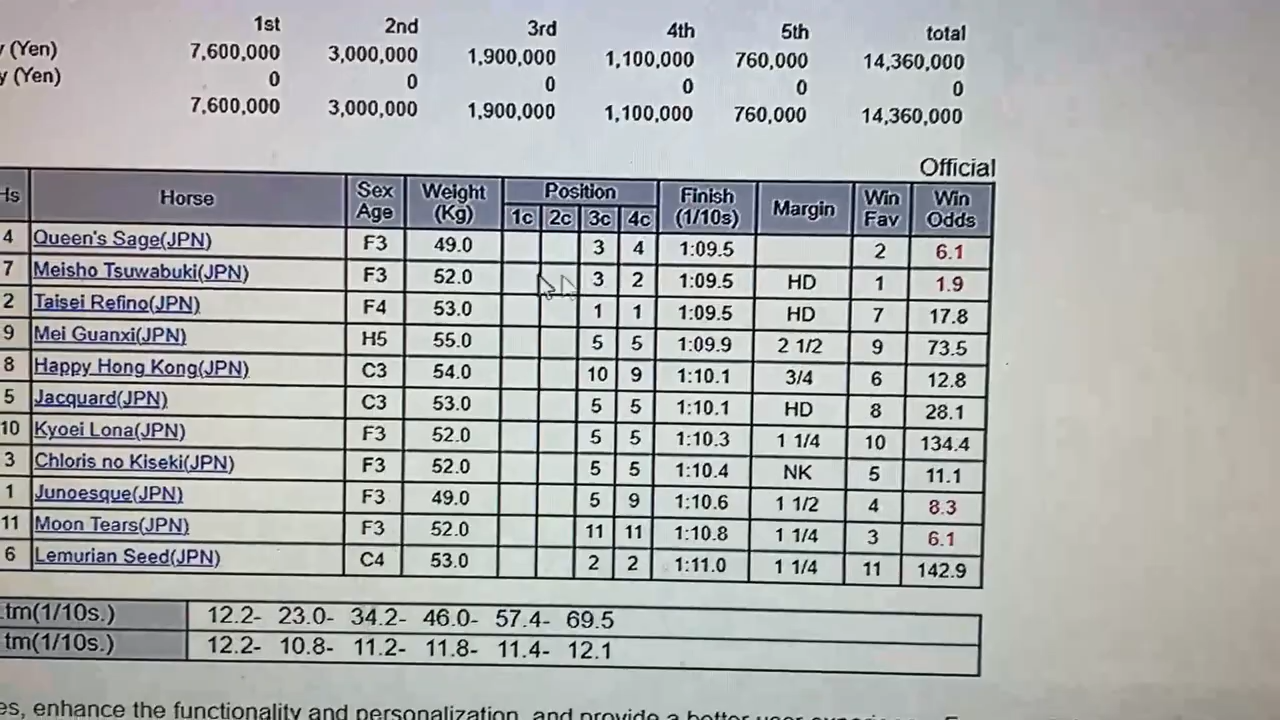 1st 2nd 3rd 4th 5th total
(Yen) 7,600,000 3,000,000 1,900,000 1,100,000 760,000 14,360,000
y (Yen) 0 0 0 0 0 0
7,600,000 3,000,000 1,900,000 1,100,000 760,000 14,360,000
Official
Hs Horse Sex Age Weight (Kg) Position 1c 2c 3c 4c Finish (1/10s) Margin Win Fav Win Odds
4 Queen's Sage(JPN) F3 49.0 3 4 1:09.5 2 6.1
7 Meisho Tsuwabuki(JPN) F3 52.0 3 2 1:09.5 HD 1 1.9
2 Taisei Refino(JPN) F4 53.0 1 1 1:09.5 HD 7 17.8
9 Mei Guanxi(JPN) H5 55.0 5 5 1:09.9 2 1/2 9 73.5
8 Happy Hong Kong(JPN) C3 54.0 10 9 1:10.1 3/4 6 12.8
5 Jacquard(JPN) C3 53.0 5 5 1:10.1 HD 8 28.1
10 Kyoei Lona(JPN) F3 52.0 5 5 1:10.3 1 1/4 10 134.4
3 Chloris no Kiseki(JPN) F3 52.0 5 5 1:10.4 NK 5 11.1
1 Junoesque(JPN) F3 49.0 5 9 1:10.6 1 1/2 4 8.3
11 Moon Tears(JPN) F3 52.0 11 11 1:10.8 1 1/4 3 6.1
6 Lemurian Seed(JPN) C4 53.0 2 2 1:11.0 1 1/4 11 142.9
tm(1/10s.) 12.2- 23.0- 34.2- 46.0- 57.4- 69.5
tm(1/10s.) 12.2- 10.8- 11.2- 11.8- 11.4- 12.1
es, enhance the functionality and personalization, and provide a better user